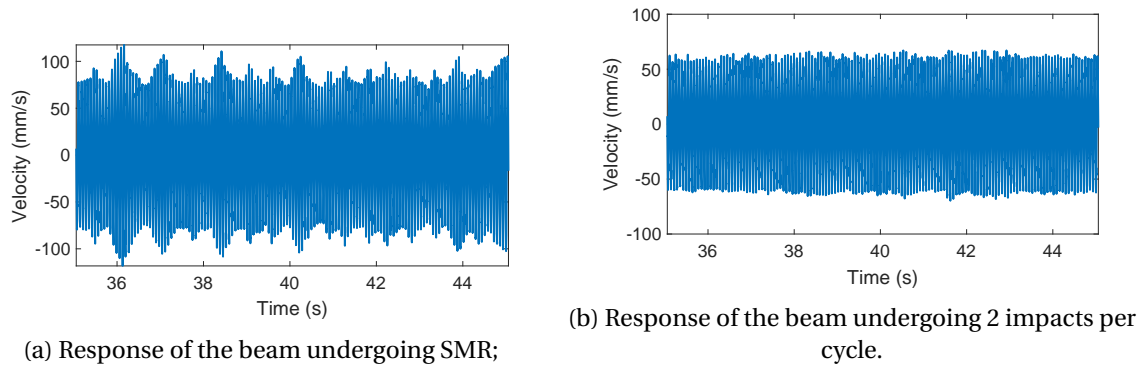 100
50
0
-50
-100
Velocity (mm/s)
36 38 40 42 44
Time (s)
(a) Response of the beam undergoing SMR;
100
50
0
-50
-100
Velocity (mm/s)
36 38 40 42 44
Time (s)
(b) Response of the beam undergoing 2 impacts per
cycle.